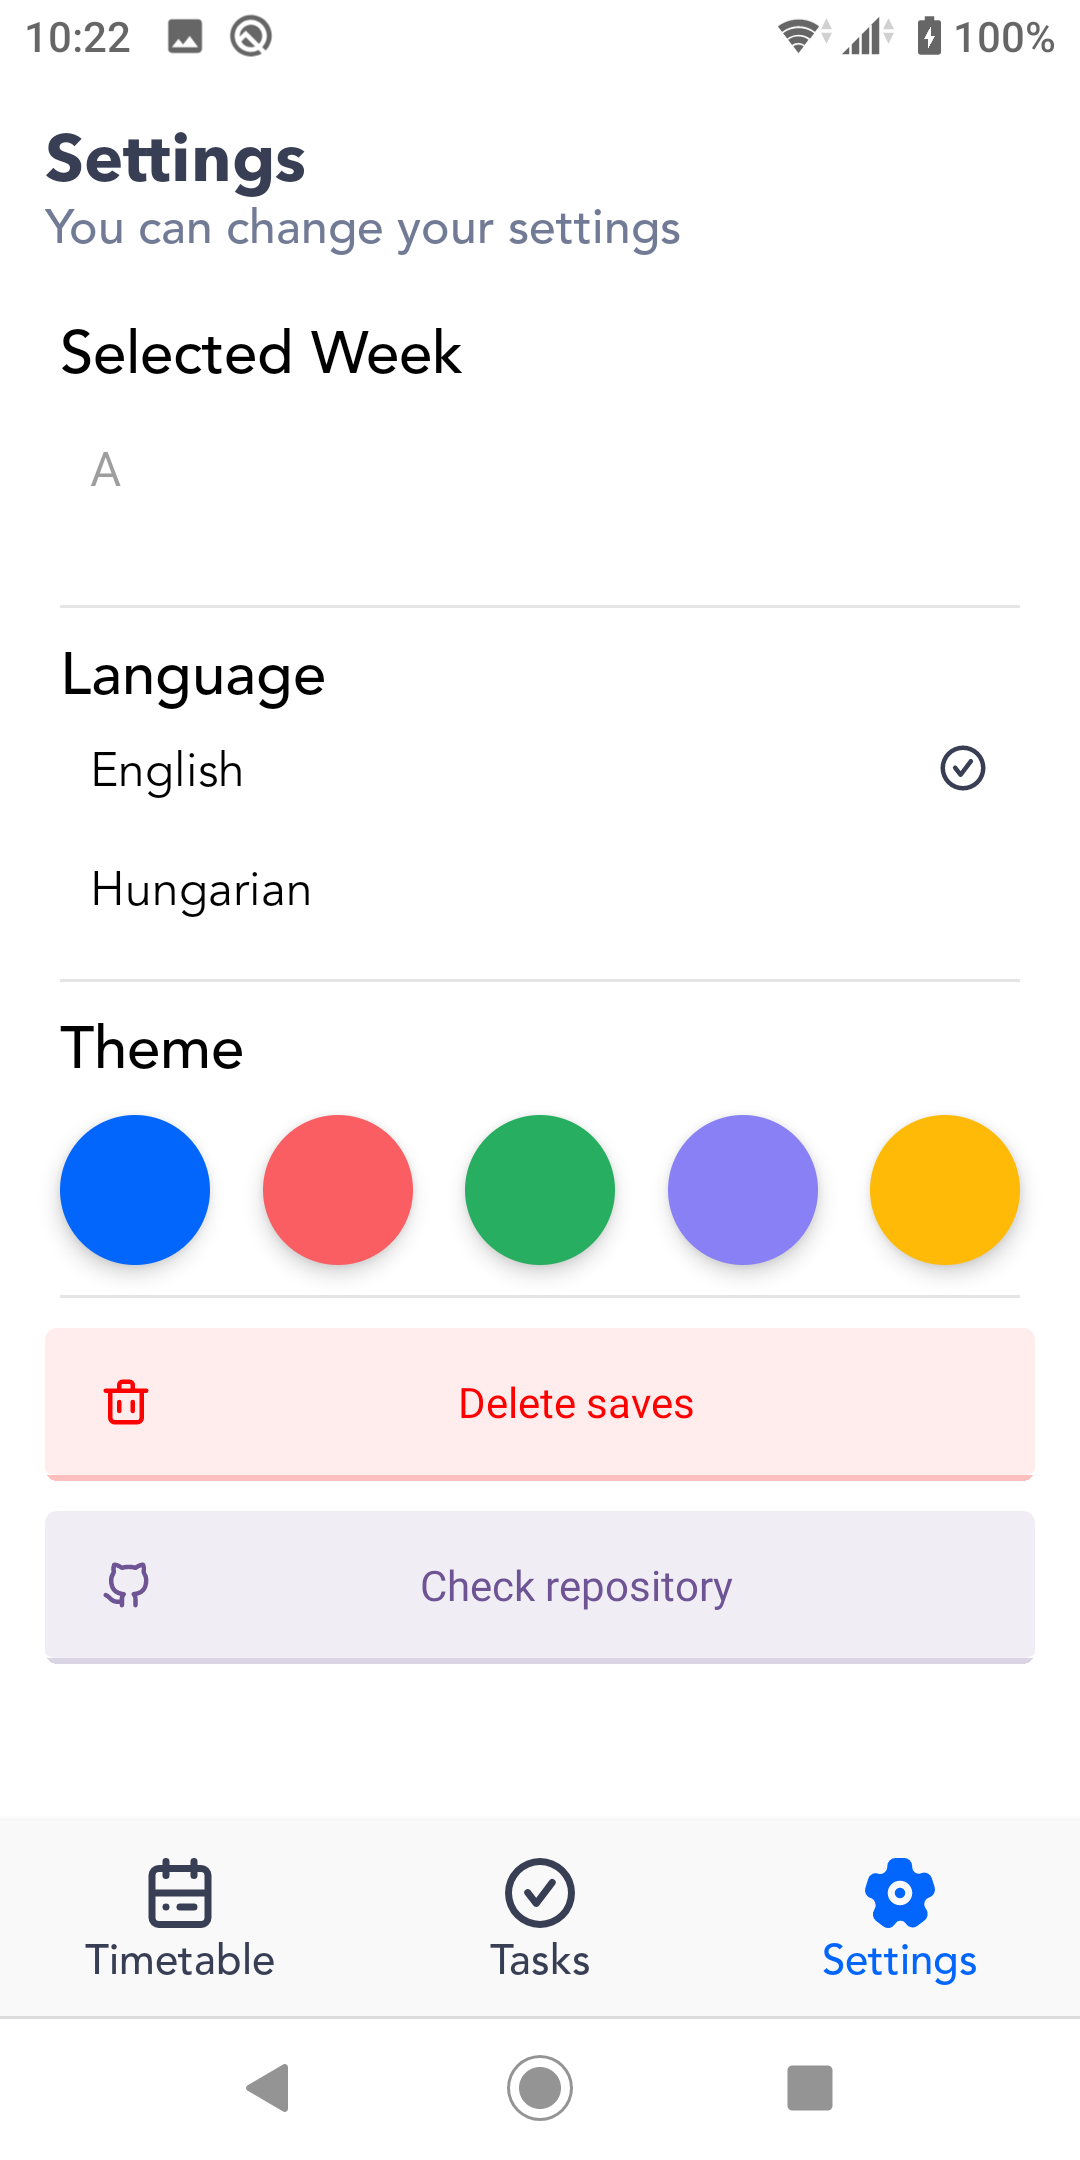 10:22 100%
Settings
You can change your settings
Selected Week
A
Language
English
Hungarian
Theme
Delete saves
Check repository
Timetable Tasks Settings